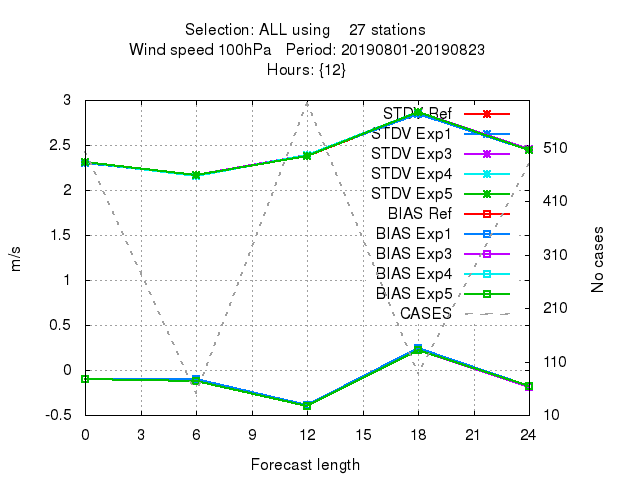 Selection: ALL using 27 stations
Wind speed 100hPa Period: 20190801-20190823
Hours: {12}
3
2.5
2
1.5
1
0.5
0
-0.5
m/s
STDV Ref
STDV Exp1
STDV Exp3
STDV Exp4
STDV Exp5
BIAS Ref
BIAS Exp1
BIAS Exp3
BIAS Exp4
BIAS Exp5
CASES
510
410
310
210
110
10
No cases
0 3 6 9 12 15 18 21 24
Forecast length